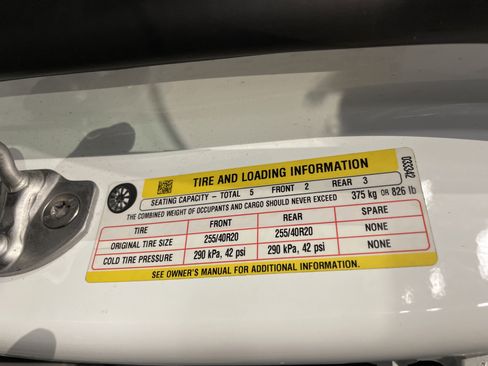 TIRE AND LOADING INFORMATION
03342
SEATING CAPACITY - TOTAL 5 FRONT 2 REAR 3
THE COMBINED WEIGHT OF OCCUPANTS AND CARGO SHOULD NEVER EXCEED 375 kg OR 826 lb
TIRE FRONT REAR SPARE
ORIGINAL TIRE SIZE 255/40R20 255/40R20 NONE
COLD TIRE PRESSURE 290 kPa, 42 psi 290 kPa, 42 psi NONE
SEE OWNER'S MANUAL FOR ADDITIONAL INFORMATION.